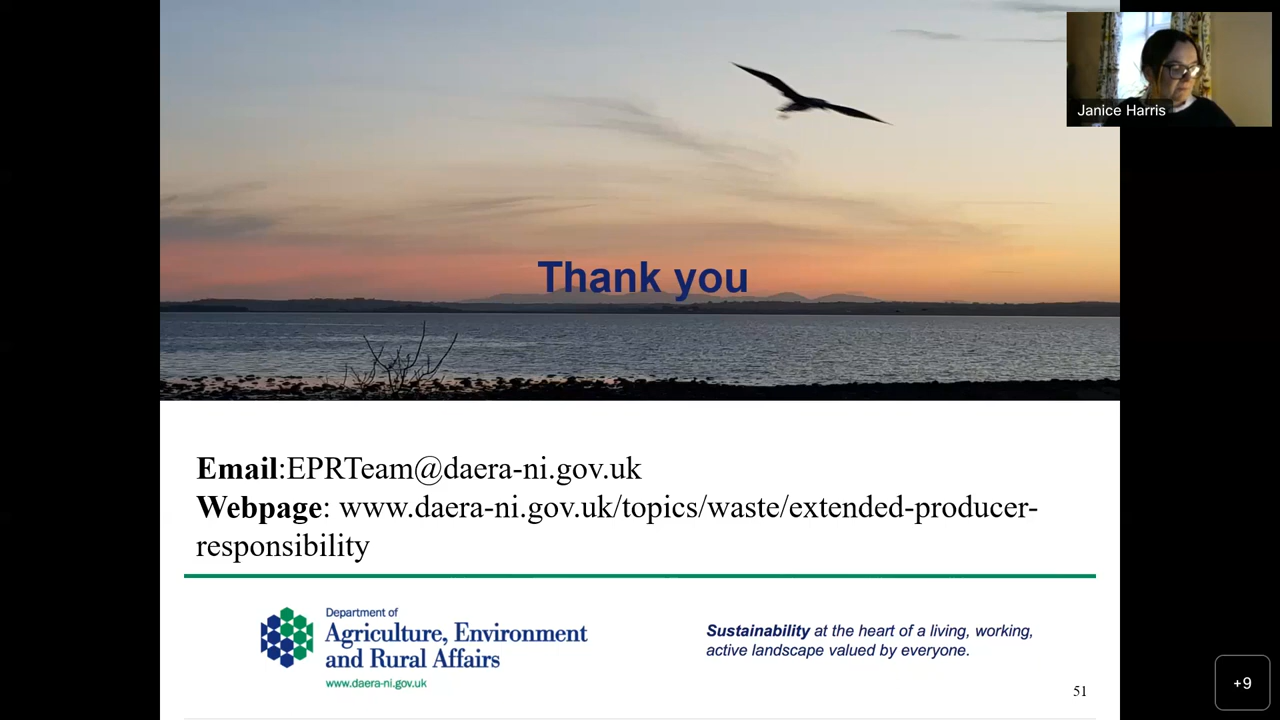 Janice Harris
Thank you
Email:EPRTeam@daera-ni.gov.uk
Webpage: www.daera-ni.gov.uk/topics/waste/extended-producer-
responsibility
Department of
Agriculture, Environment
and Rural Affairs
www.daera-ni.gov.uk
Sustainability at the heart of a living, working,
active landscape valued by everyone.
51
+9